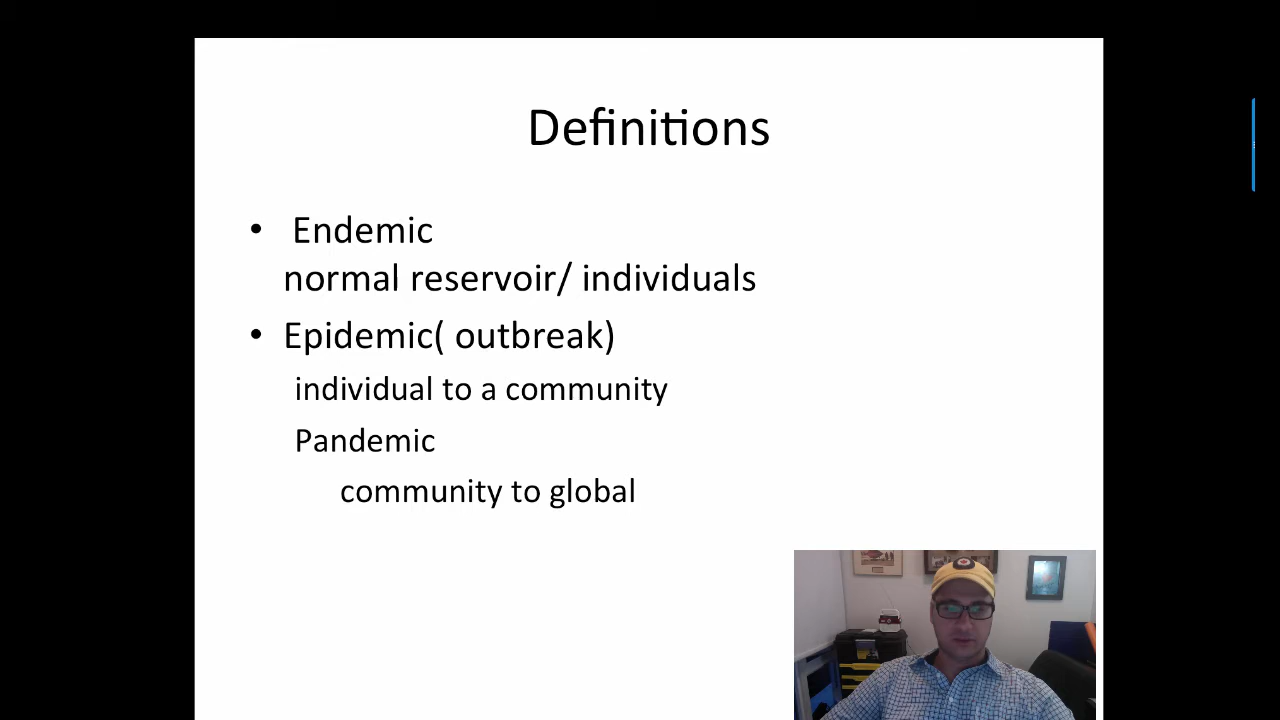 Definitions
• Endemic
normal reservoir/ individuals
• Epidemic( outbreak)
individual to a community
Pandemic
community to global